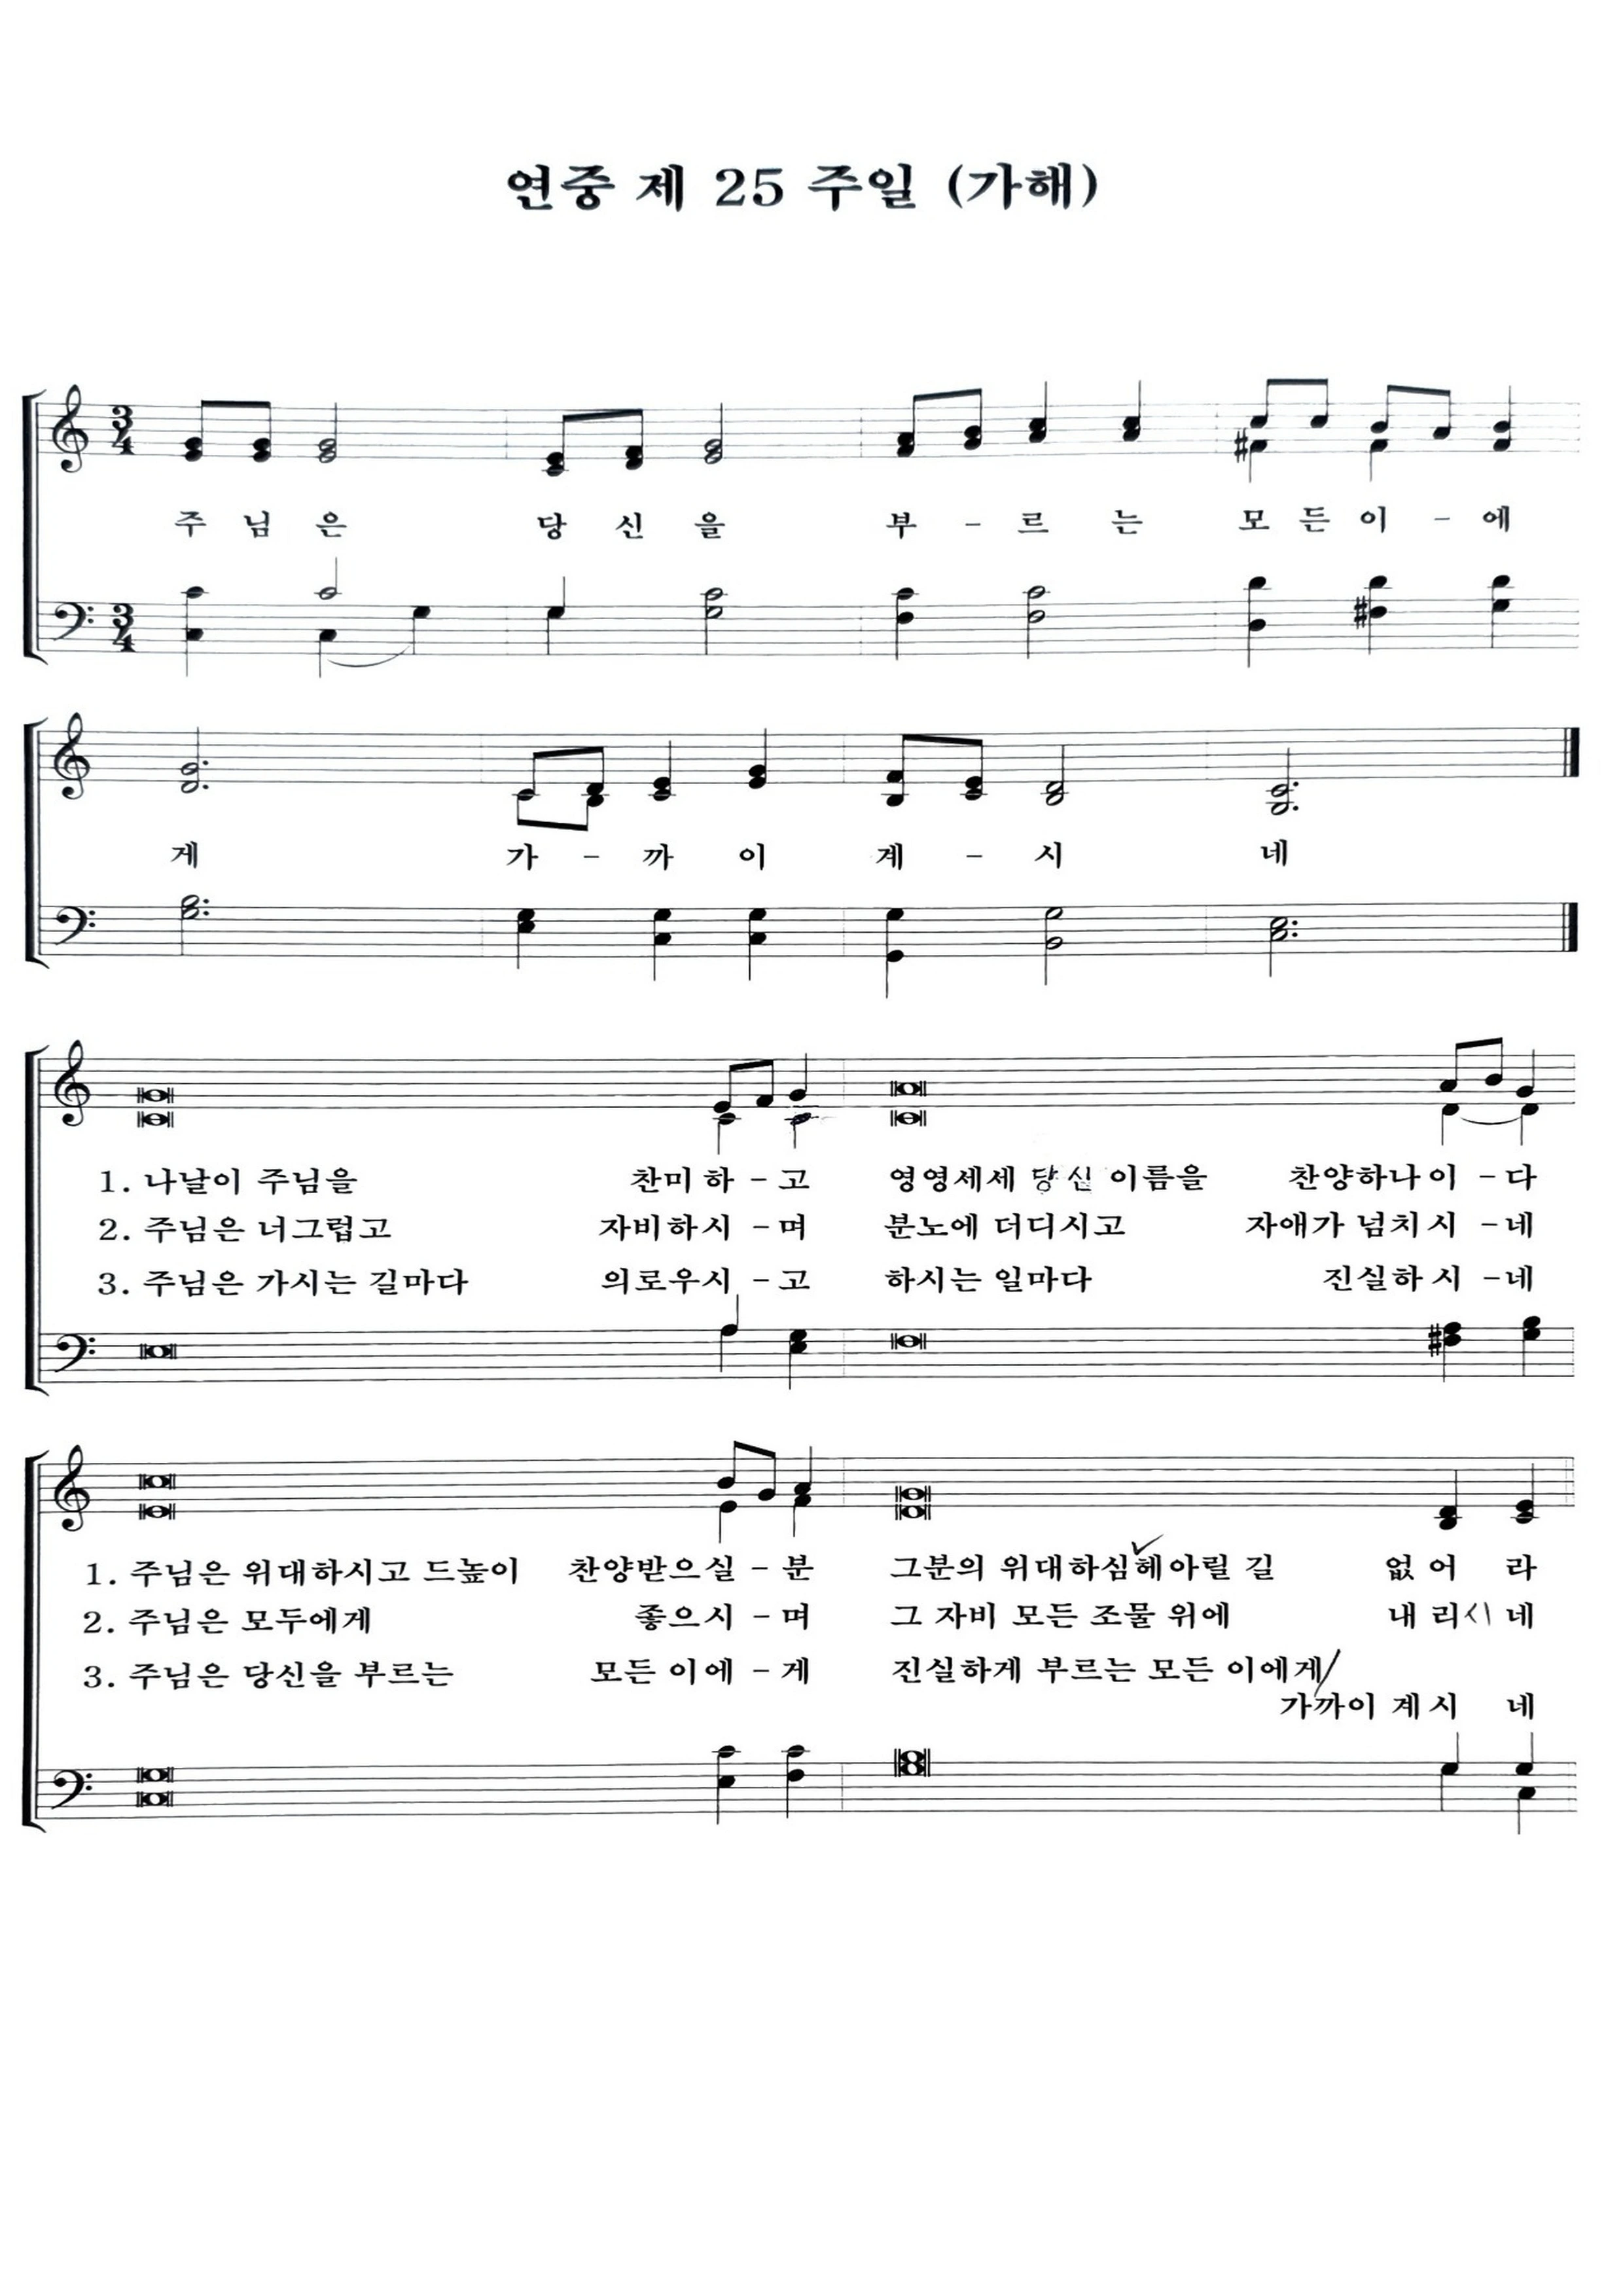 연중 제 25 주일 (가해)
3 4
주 님 은 당 신 을 부 - 르 는 모 든 이 - 에
3 4
게 가 - 까 이 계 - 시 네
1. 나날이 주님을 찬미 하 - 고 영영세세 당신 이름을 찬양하나 이 - 다
2. 주님은 너그럽고 자비하시 - 며 분노에 더디시고 자애가 넘치 시 - 네
3. 주님은 가시는 길마다 의로우시 - 고 하시는 일마다 진실하 시 - 네
1. 주님은 위대하시고 드높이 찬양받으실 - 분 그분의 위대하심헤아릴 길 없 어 라
2. 주님은 모두에게 좋으시 - 며 그 자비 모든 조물 위에 내 리시 네
3. 주님은 당신을 부르는 모든 이에 - 게 진실하게 부르는 모든 이에게
가까이 계 시 네